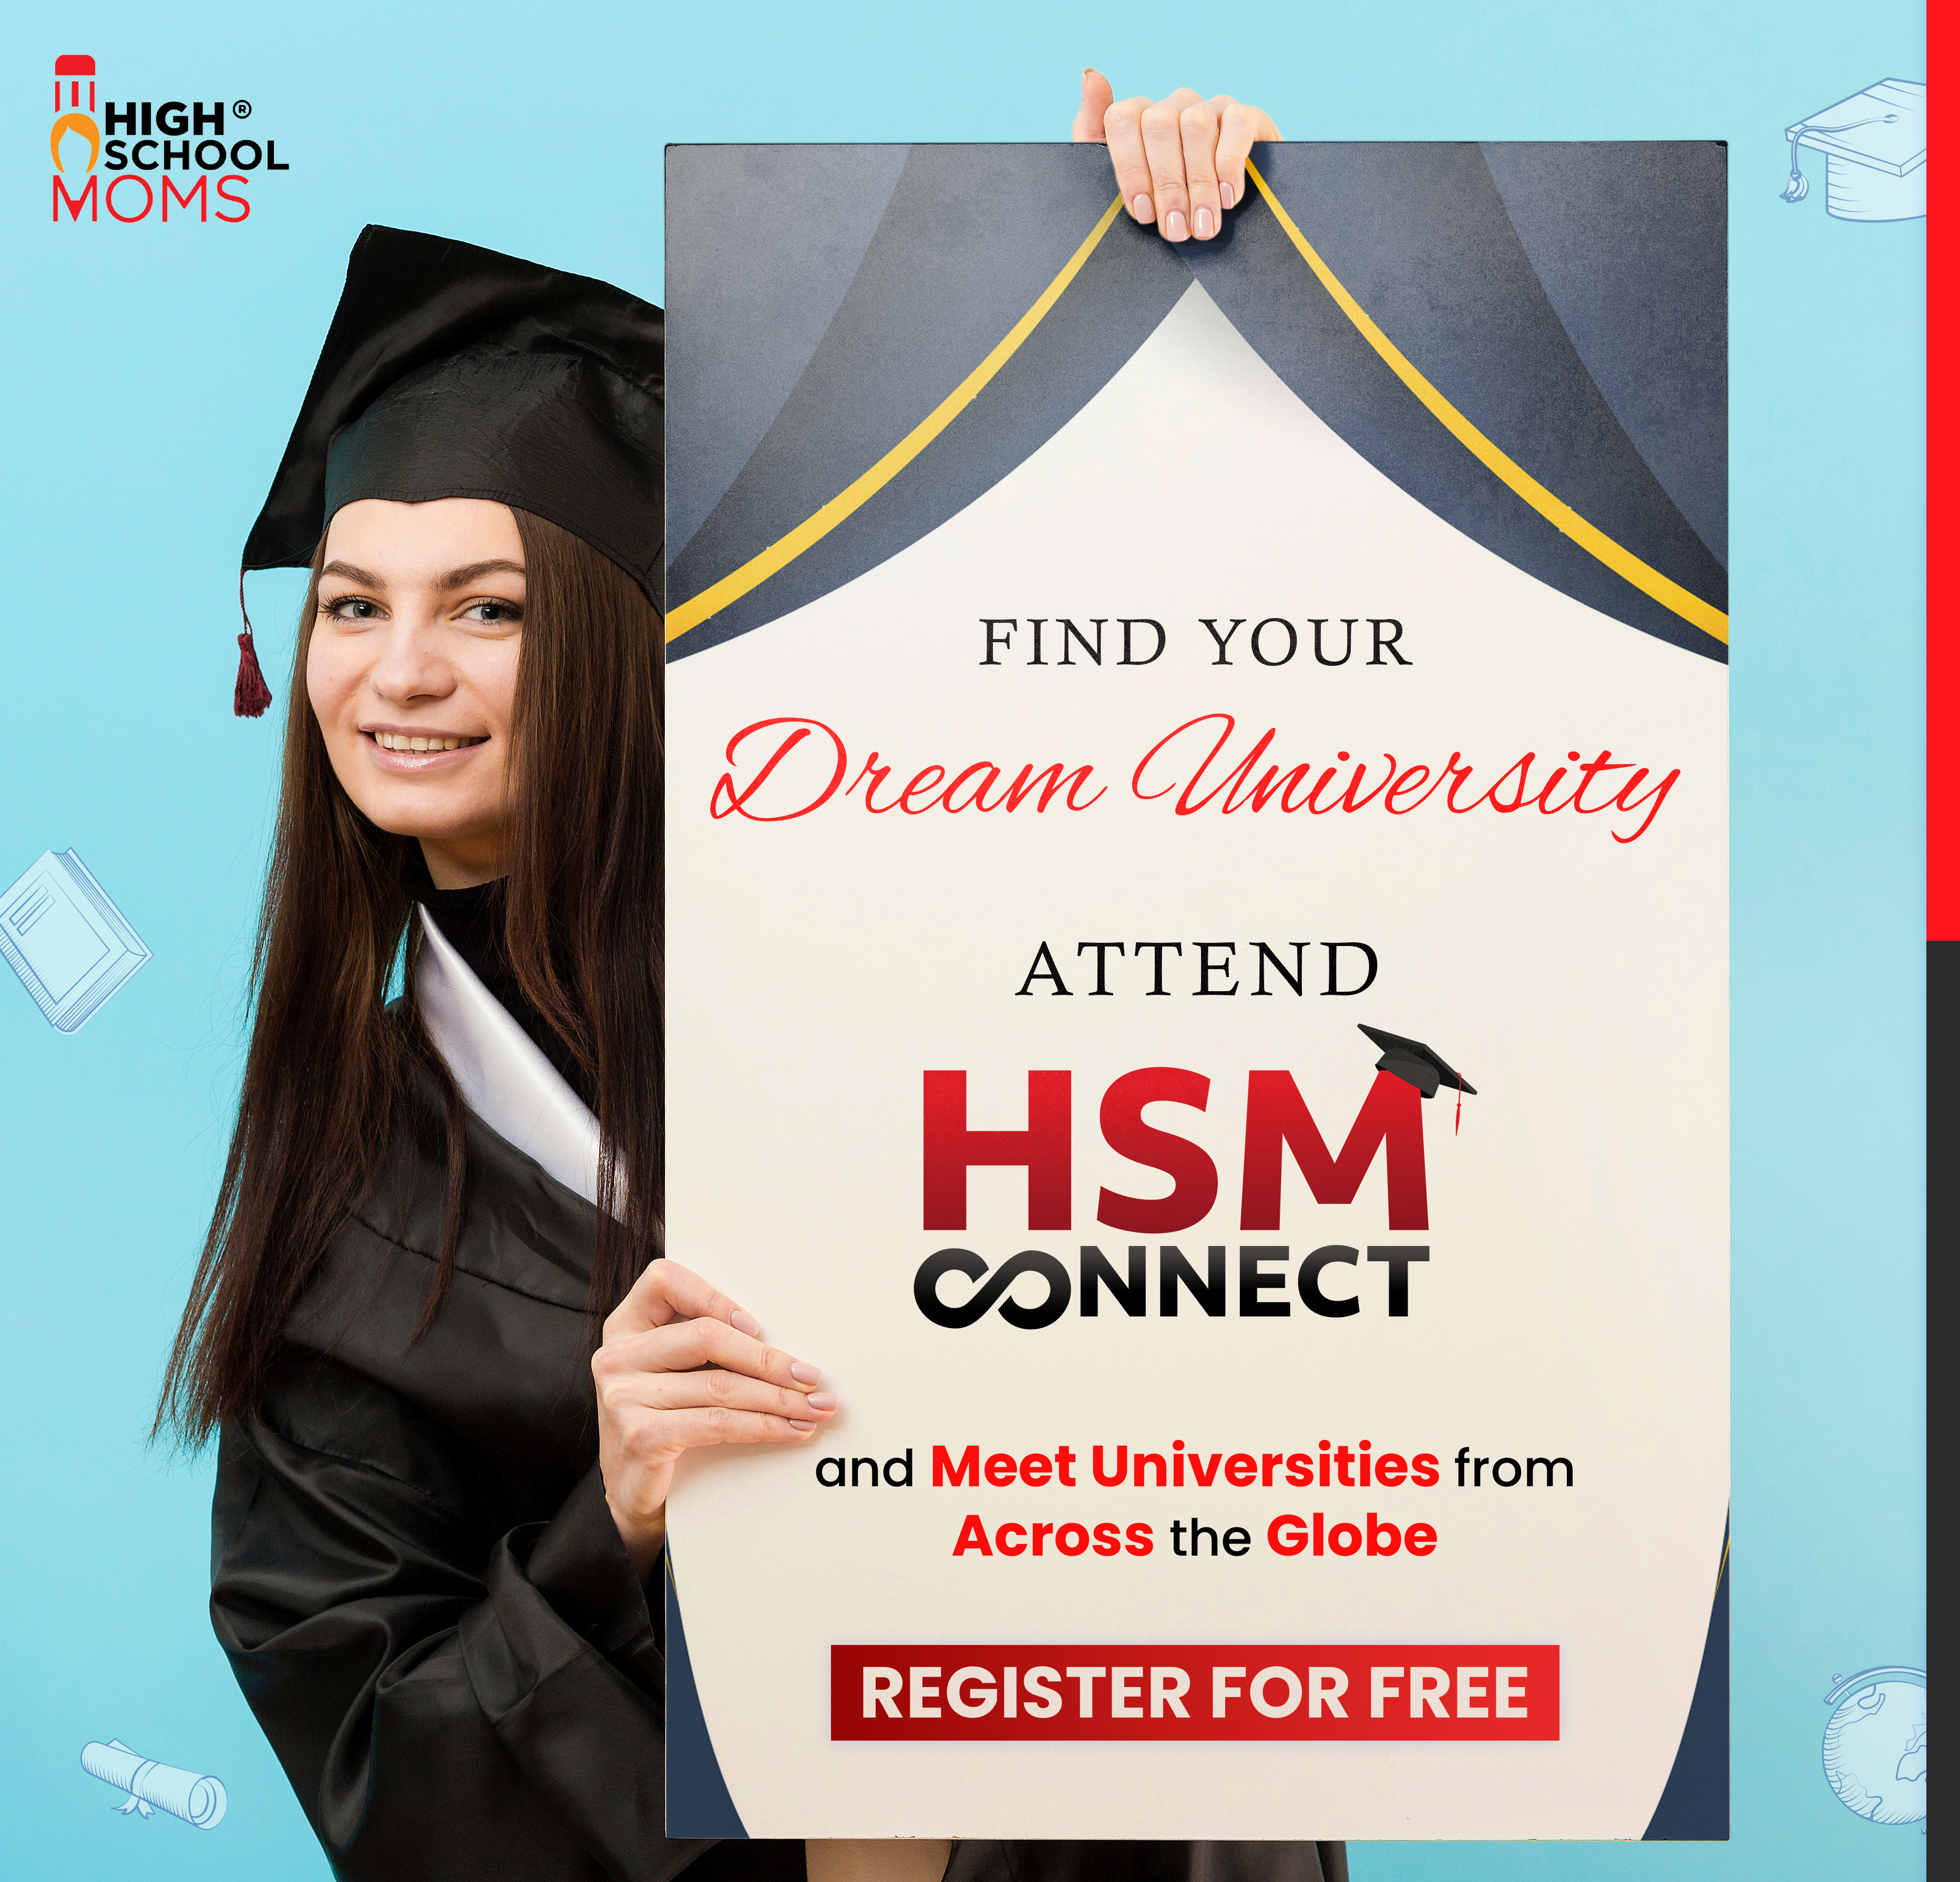 HIGH®
SCHOOL
MOMS
FIND YOUR
Dream University
ATTEND
HSM
CONNECT
and Meet Universities from
Across the Globe
REGISTER FOR FREE